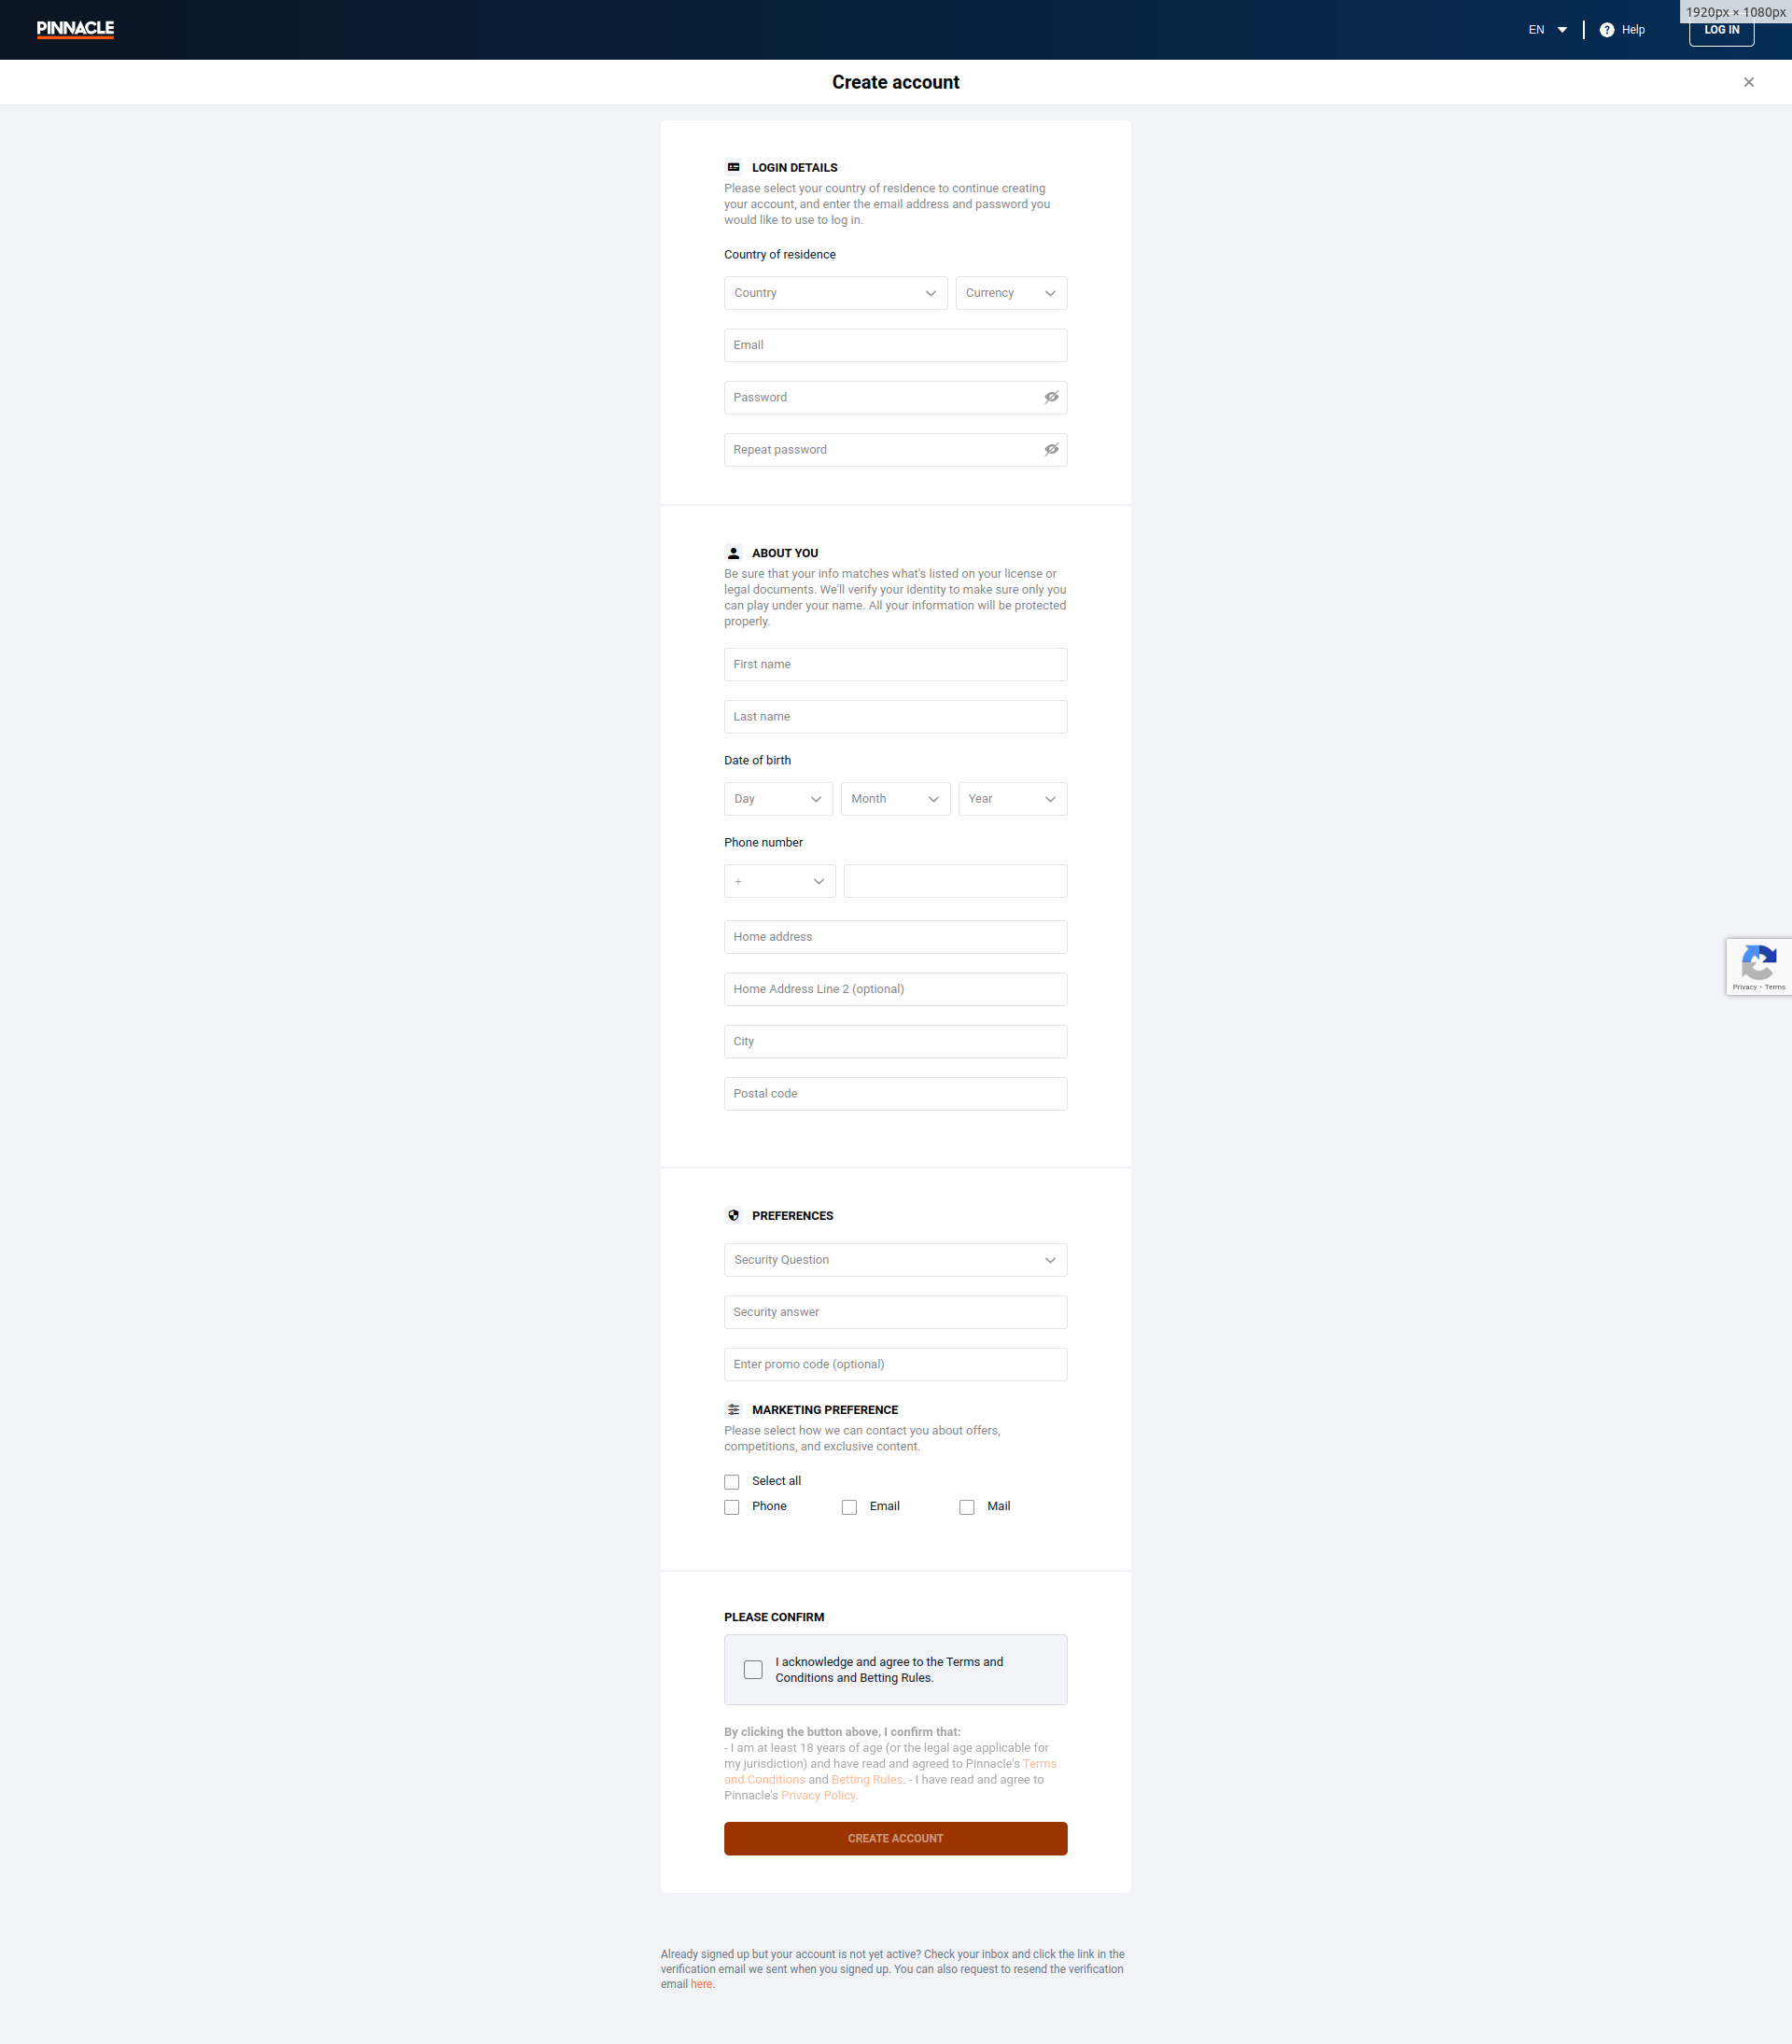 PINNACLE
EN
? Help
1920px × 1080px
LOG IN
Create account
LOGIN DETAILS
Please select your country of residence to continue creating
your account, and enter the email address and password you
would like to use to log in.
Country of residence
Country
Currency
Email
Password
Repeat password
ABOUT YOU
Be sure that your info matches what's listed on your license or
legal documents. We'll verify your identity to make sure only you
can play under your name. All your information will be protected
properly.
First name
Last name
Date of birth
Day
Month
Year
Phone number
+
Home address
Home Address Line 2 (optional)
City
Postal code
Privacy - Terms
PREFERENCES
Security Question
Security answer
Enter promo code (optional)
MARKETING PREFERENCE
Please select how we can contact you about offers,
competitions, and exclusive content.
Select all
Phone
Email
Mail
PLEASE CONFIRM
I acknowledge and agree to the Terms and
Conditions and Betting Rules.
By clicking the button above, I confirm that:
- I am at least 18 years of age (or the legal age applicable for
my jurisdiction) and have read and agreed to Pinnacle's Terms
and Conditions and Betting Rules. - I have read and agree to
Pinnacle's Privacy Policy.
CREATE ACCOUNT
Already signed up but your account is not yet active? Check your inbox and click the link in the
verification email we sent when you signed up. You can also request to resend the verification
email here.